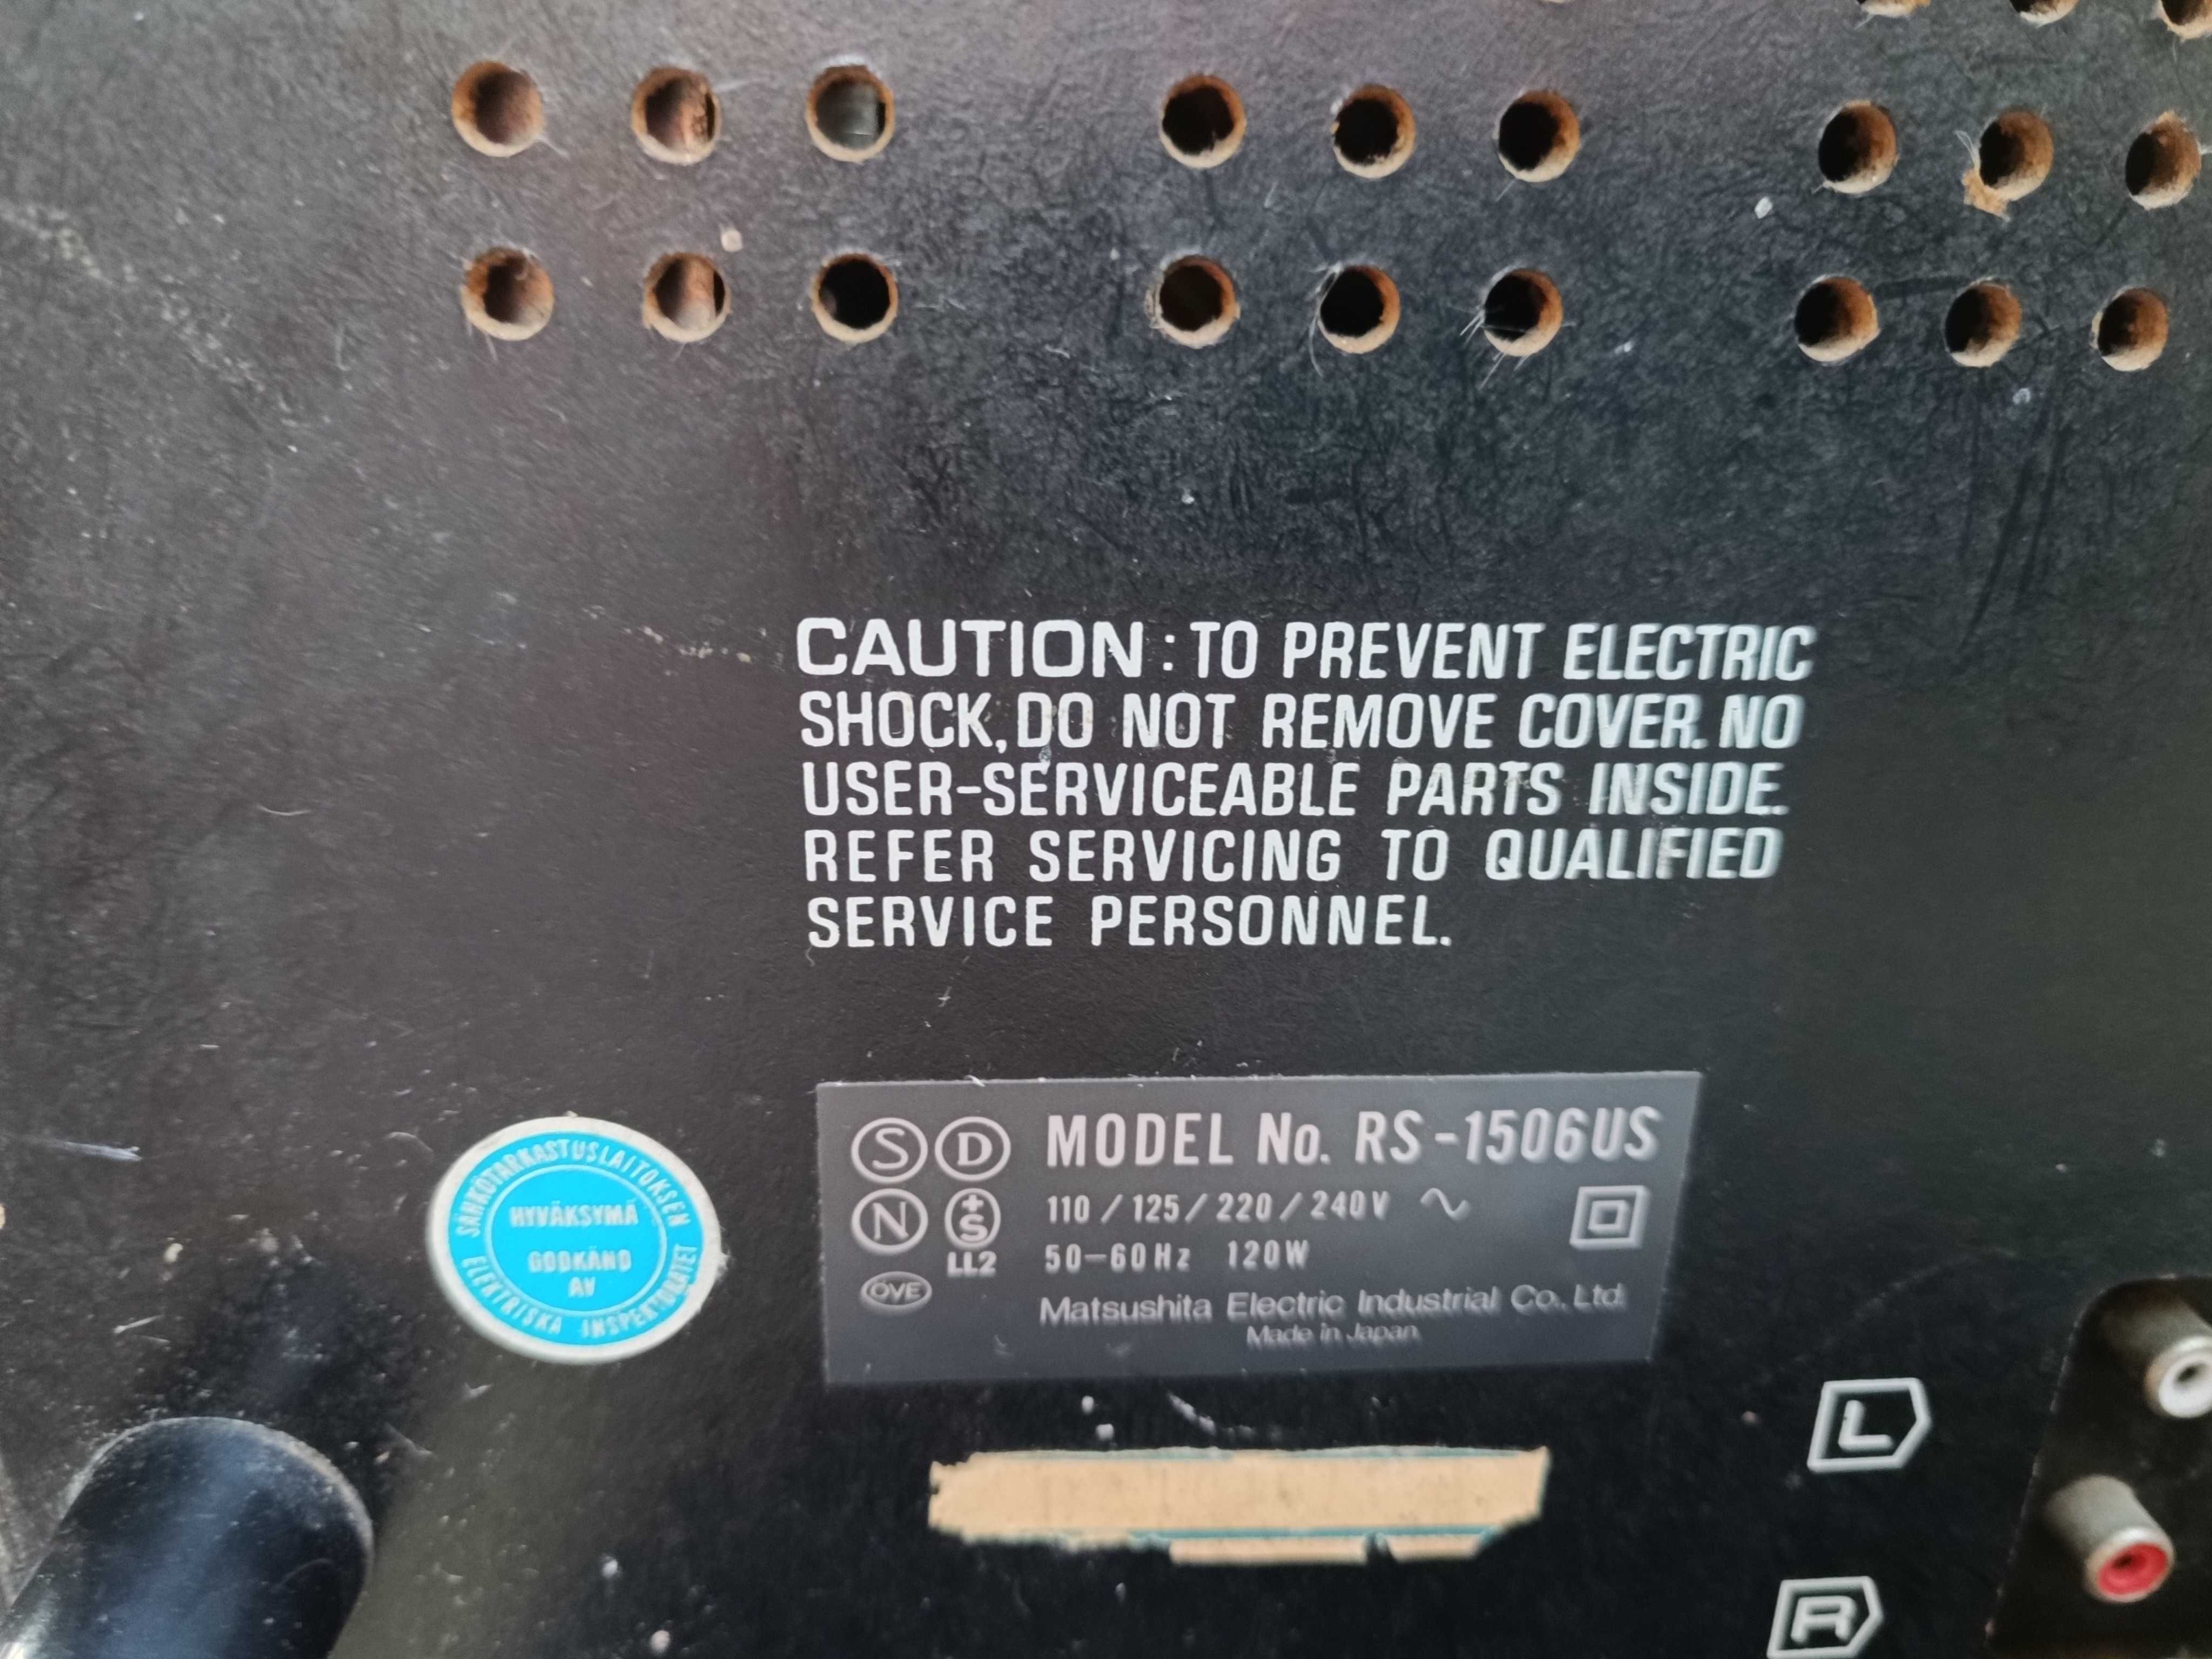 CAUTION : TO PREVENT ELECTRIC
SHOCK, DO NOT REMOVE COVER. NO
USER-SERVICEABLE PARTS INSIDE.
REFER SERVICING TO QUALIFIED
SERVICE PERSONNEL.
SÄHKÖTARKASTUSLAITOKSEN
HYVÄKSYMÄ
GODKÄND
AV
ELEKTRISKA INSPEKTORATET
S D
N +S
LL2
ÖVE
MODEL No. RS-1506US
110 / 125 / 220 / 240V ∿
50-60Hz 120W
Matsushita Electric Industrial Co., Ltd.
Made in Japan
L
R